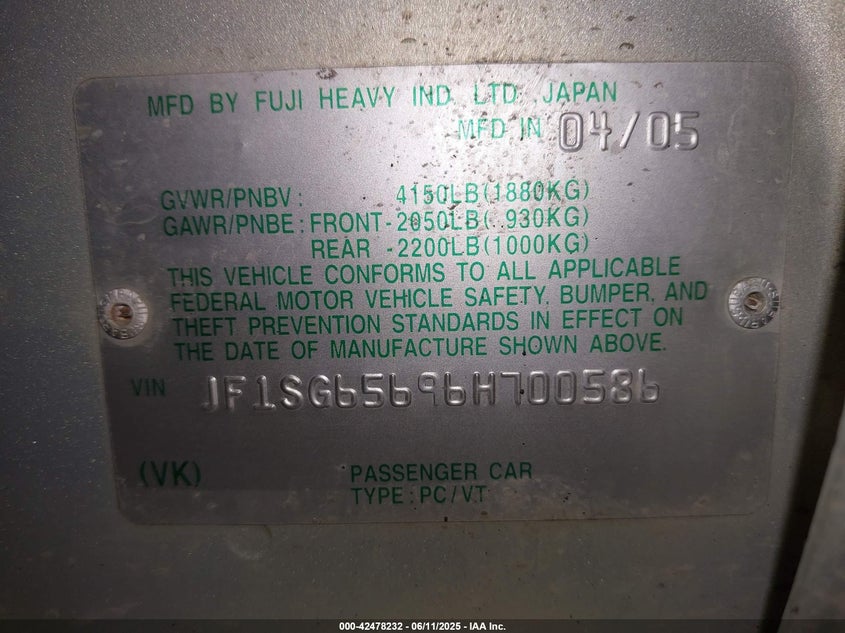 MFD BY FUJI HEAVY IND. LTD. JAPAN
MFD IN 04/05
GVWR/PNBV: 4150LB(1880KG)
GAWR/PNBE: FRONT-2050LB( 930KG)
REAR -2200LB(1000KG)
THIS VEHICLE CONFORMS TO ALL APPLICABLE
FEDERAL MOTOR VEHICLE SAFETY, BUMPER, AND
THEFT PREVENTION STANDARDS IN EFFECT ON
THE DATE OF MANUFACTURE SHOWN ABOVE.
VIN JF1SG65696H700586
(VK) PASSENGER CAR
TYPE: PC/VT
000-42478232 - 06/11/2025 - IAA Inc.